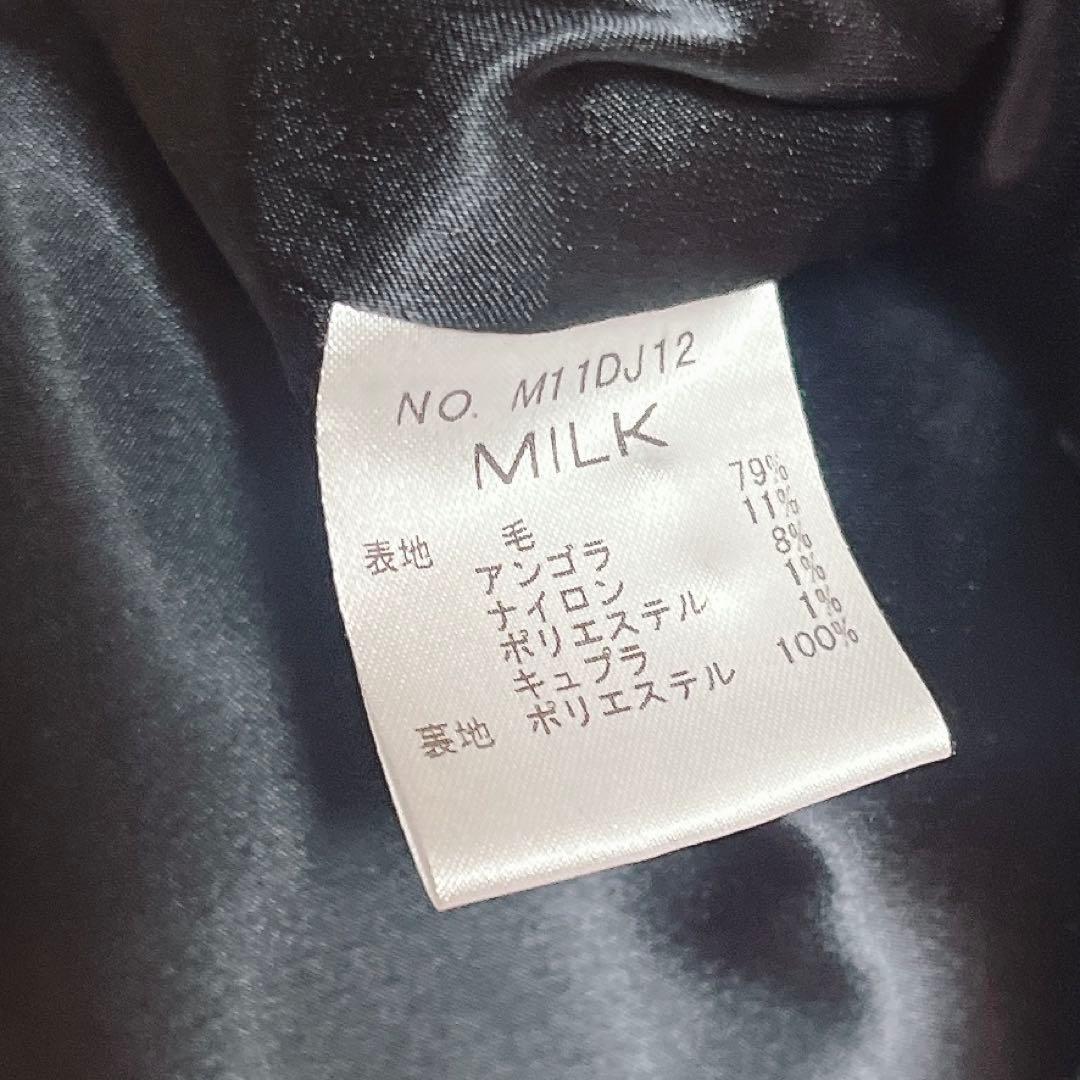 NO. M11DJ12
MILK
表地 毛 79%
アンゴラ 11%
ナイロン 8%
ポリエステル 1%
キュプラ 1%
裏地 ポリエステル 100%